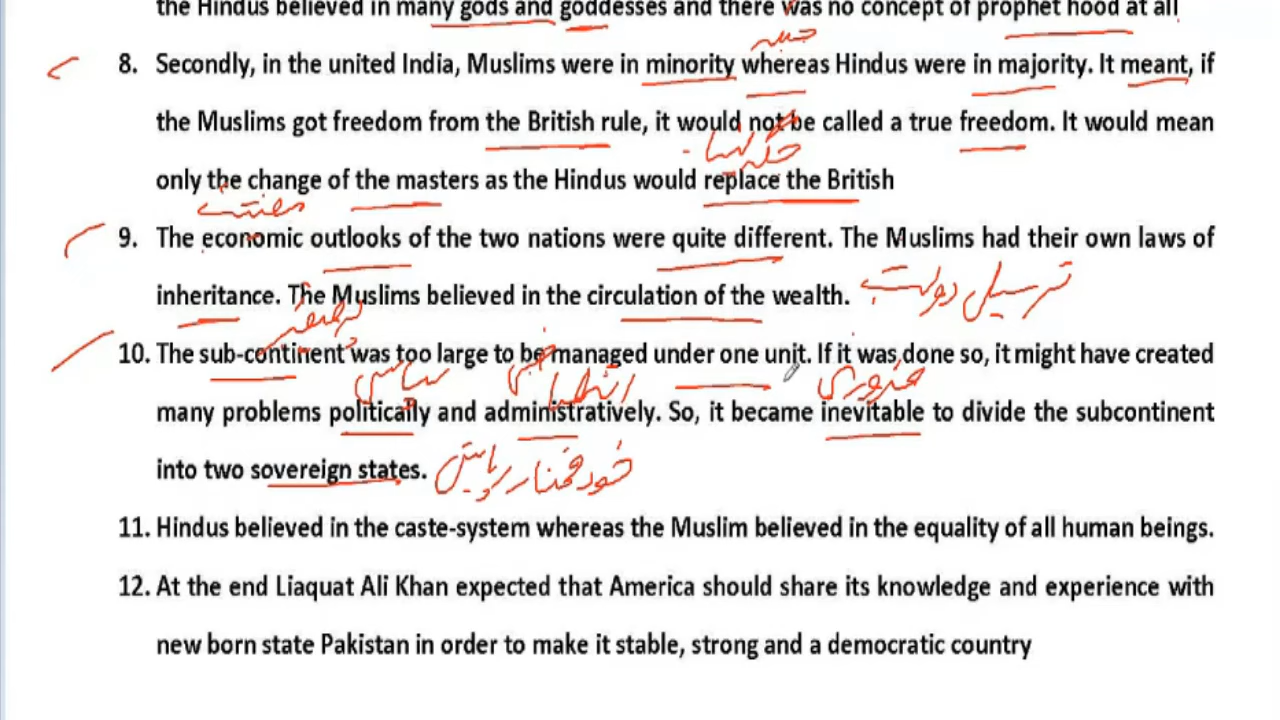 the Hindus believed in many gods and goddesses and there was no concept of prophet hood at all
جبکہ
8. Secondly, in the united India, Muslims were in minority whereas Hindus were in majority. It meant, if
the Muslims got freedom from the British rule, it would not be called a true freedom. It would mean
جگہ لینا
only the change of the masters as the Hindus would replace the British
9. The economic outlooks of the two nations were quite different. The Muslims had their own laws of
inheritance. The Muslims believed in the circulation of the wealth. ترسیل دولت
برصغیر
10. The sub-continent was too large to be managed under one unit. If it was done so, it might have created
سیاسی انتظامی ضروری
many problems politically and administratively. So, it became inevitable to divide the subcontinent
into two sovereign states. خود مختار ریاستیں
11. Hindus believed in the caste-system whereas the Muslim believed in the equality of all human beings.
12. At the end Liaquat Ali Khan expected that America should share its knowledge and experience with
new born state Pakistan in order to make it stable, strong and a democratic country